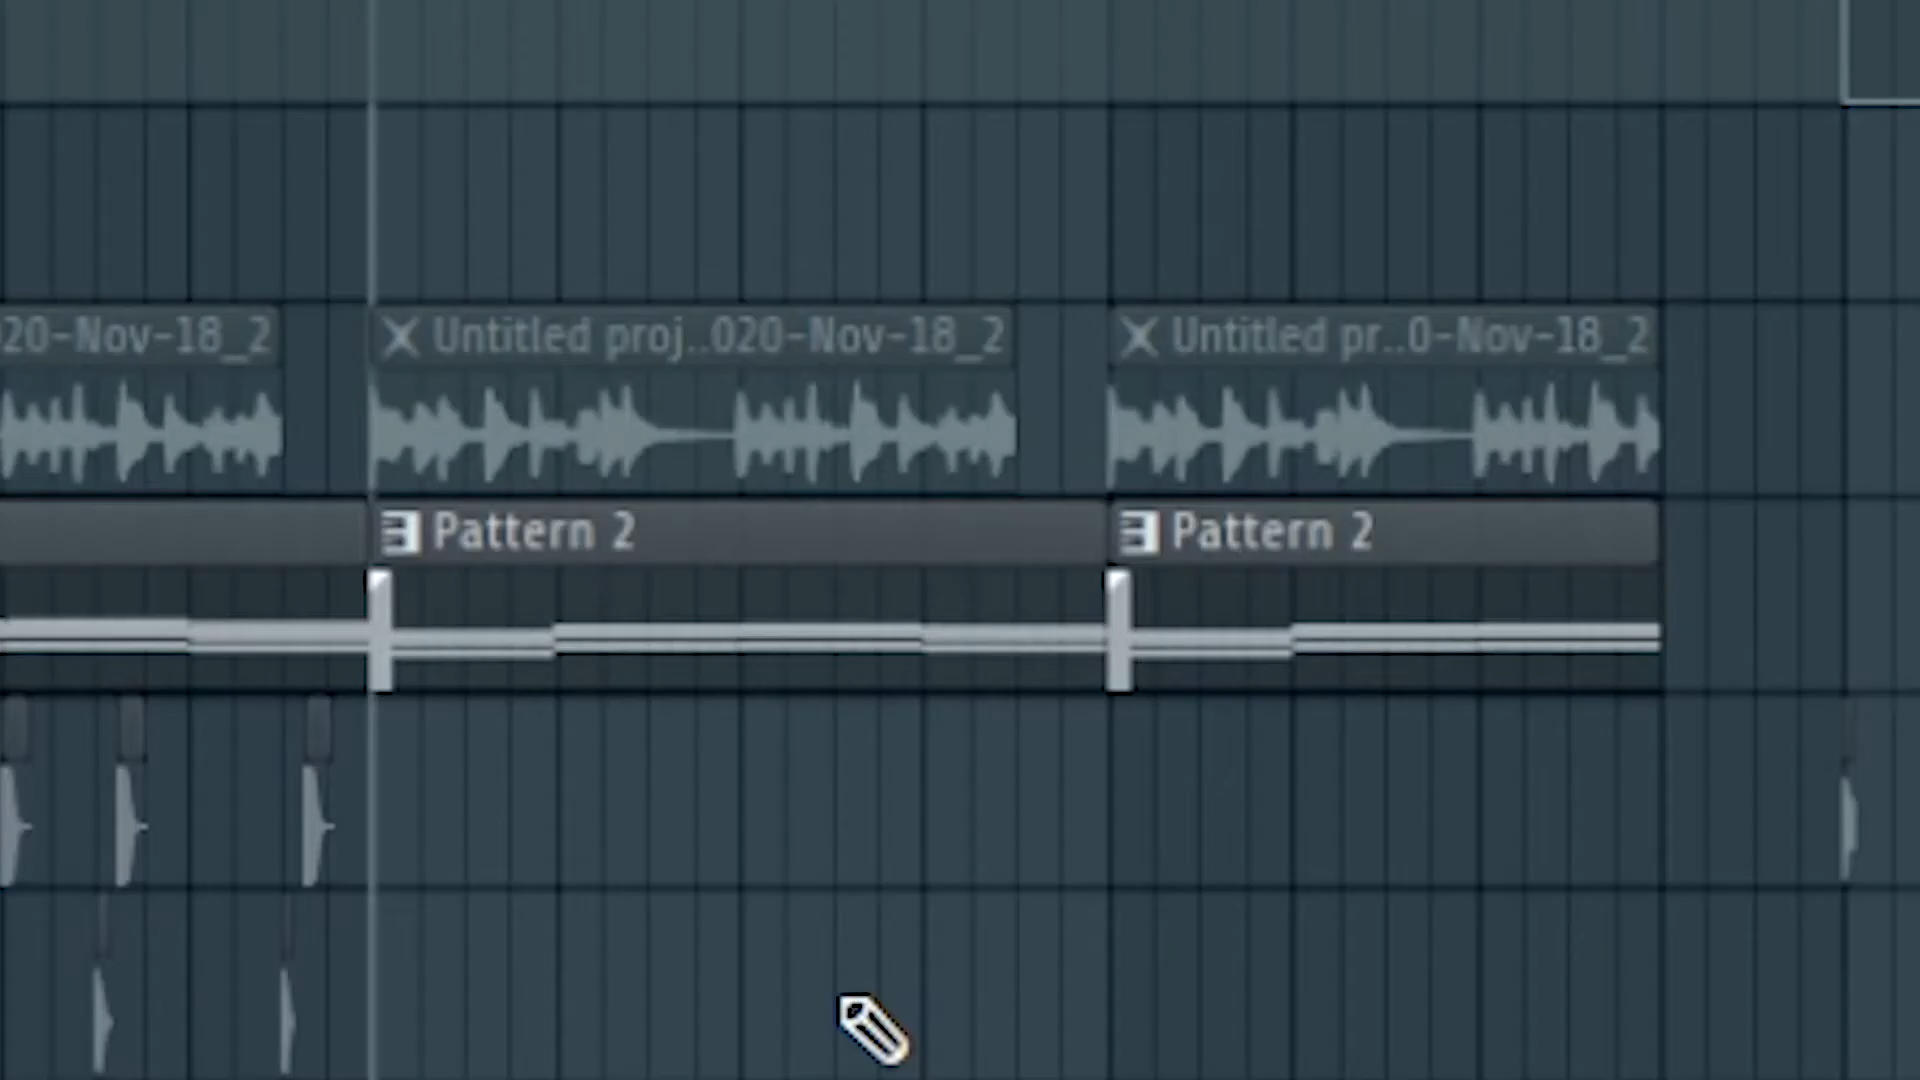 020-Nov-18_2
Untitled proj..020-Nov-18_2
Untitled pr..0-Nov-18_2
Pattern 2
Pattern 2